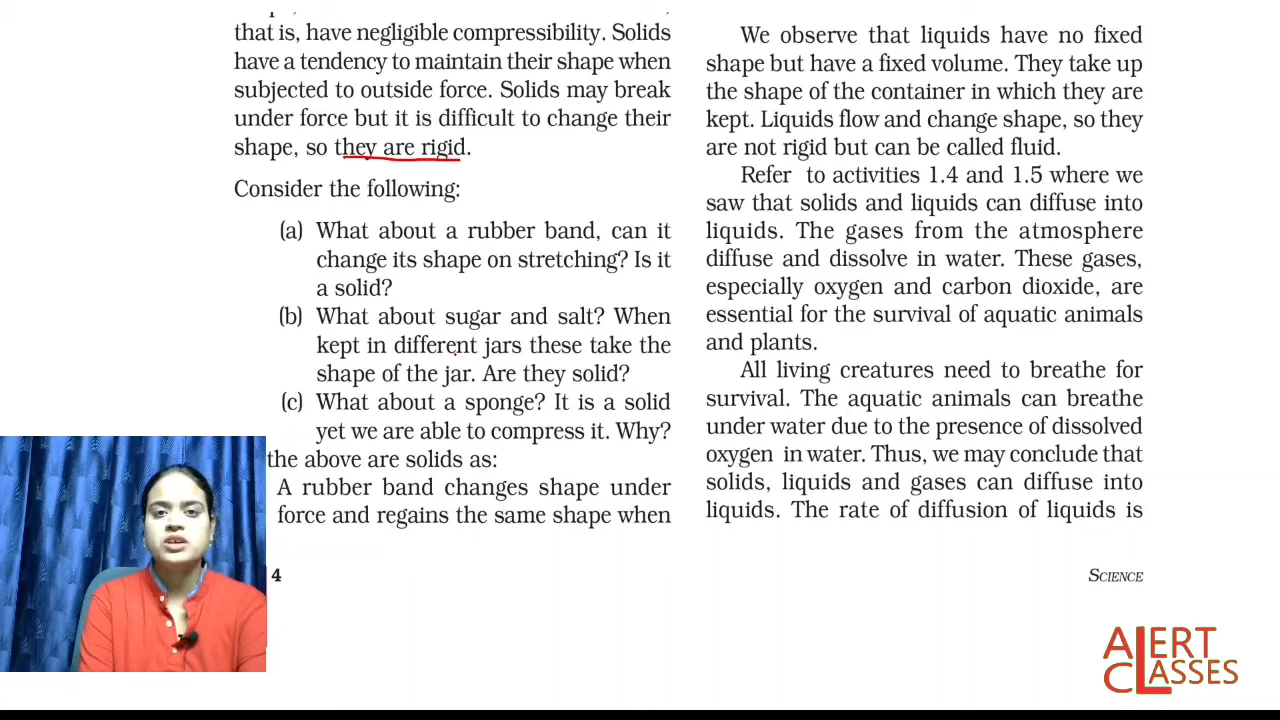 that is, have negligible compressibility. Solids
have a tendency to maintain their shape when
subjected to outside force. Solids may break
under force but it is difficult to change their
shape, so they are rigid.
Consider the following:
(a) What about a rubber band, can it
change its shape on stretching? Is it
a solid?
(b) What about sugar and salt? When
kept in different jars these take the
shape of the jar. Are they solid?
(c) What about a sponge? It is a solid
yet we are able to compress it. Why?
the above are solids as:
A rubber band changes shape under
force and regains the same shape when
4
We observe that liquids have no fixed
shape but have a fixed volume. They take up
the shape of the container in which they are
kept. Liquids flow and change shape, so they
are not rigid but can be called fluid.
Refer to activities 1.4 and 1.5 where we
saw that solids and liquids can diffuse into
liquids. The gases from the atmosphere
diffuse and dissolve in water. These gases,
especially oxygen and carbon dioxide, are
essential for the survival of aquatic animals
and plants.
All living creatures need to breathe for
survival. The aquatic animals can breathe
under water due to the presence of dissolved
oxygen in water. Thus, we may conclude that
solids, liquids and gases can diffuse into
liquids. The rate of diffusion of liquids is
SCIENCE
ALERT
CLASSES